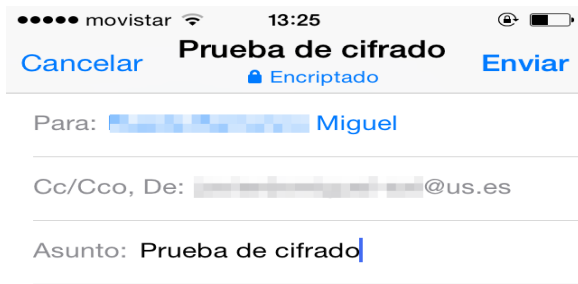 movistar 13:25
Prueba de cifrado
Cancelar Encriptado Enviar
Para: Miguel
Cc/Cco, De: @us.es
Asunto: Prueba de cifrado